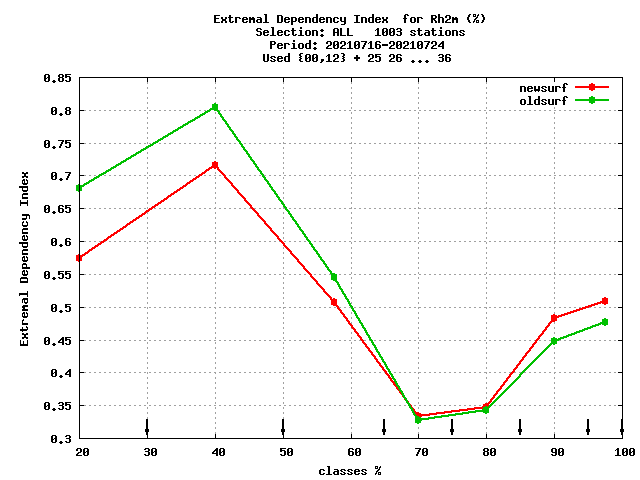 Extremal Dependency Index  for Rh2m (%)
Selection: ALL   1003 stations
Period: 20210716-20210724
Used {00,12} + 25 26 ... 36
newsurf
oldsurf
0.85
0.8
0.75
0.7
0.65
0.6
0.55
0.5
0.45
0.4
0.35
0.3
Extremal Dependency Index
20 30 40 50 60 70 80 90 100
classes %